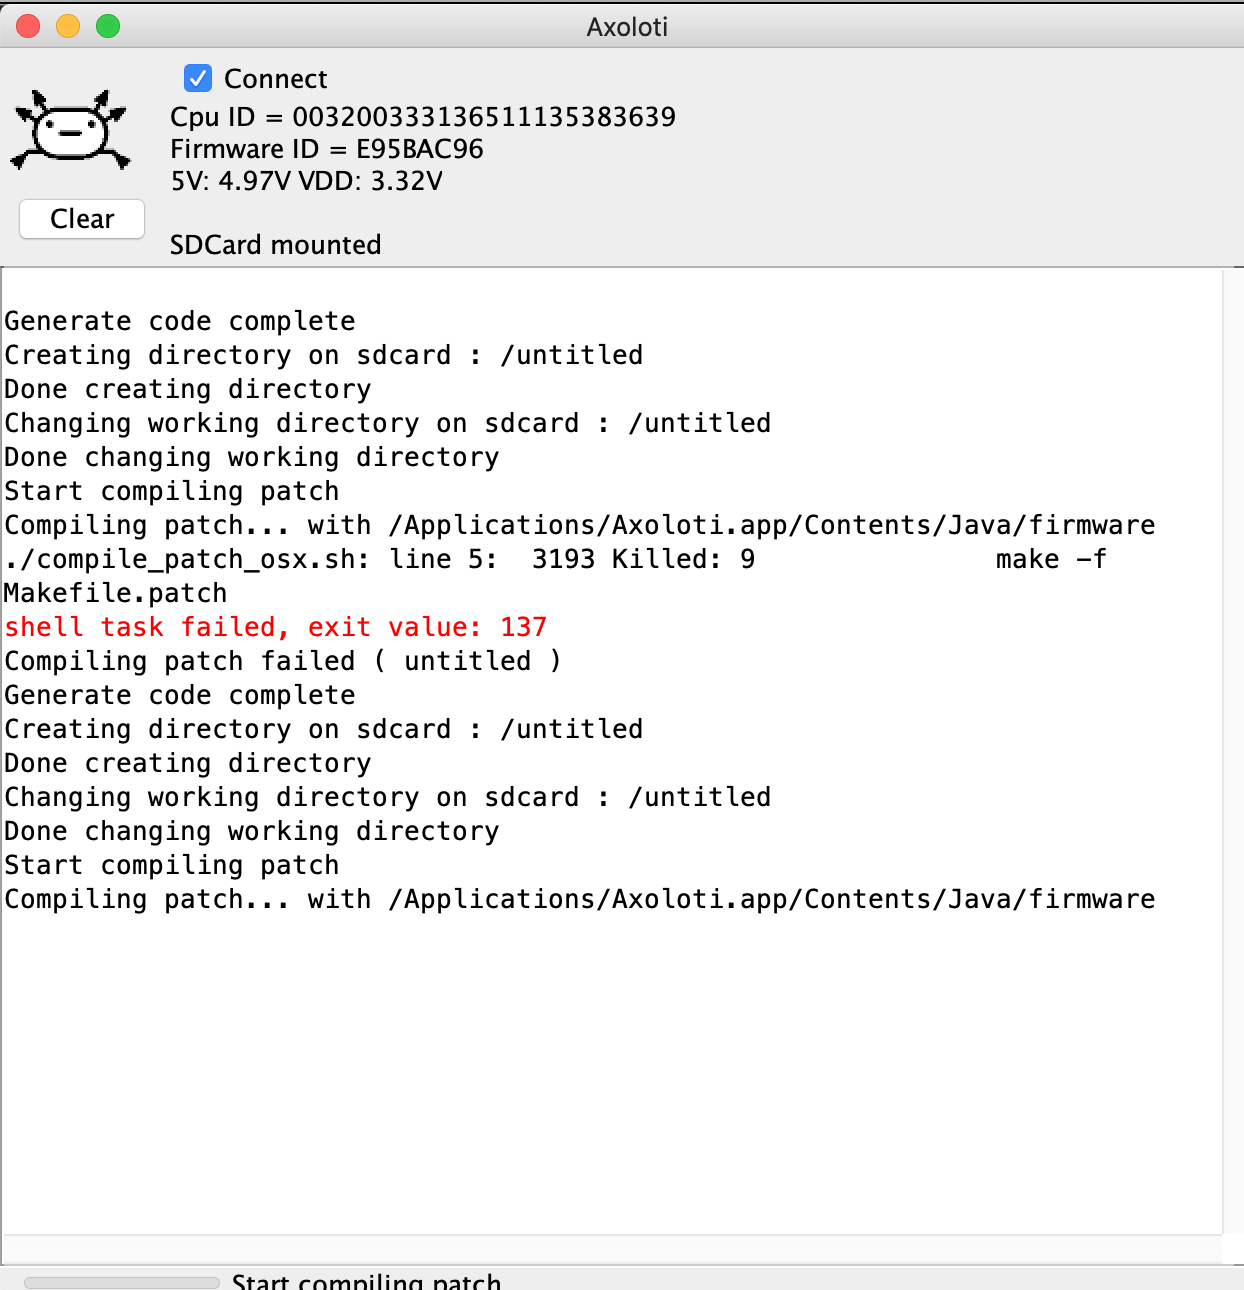 Axoloti
Connect
Cpu ID = 003200333136511135383639
Firmware ID = E95BAC96
5V: 4.97V VDD: 3.32V
Clear
SDCard mounted
Generate code complete
Creating directory on sdcard : /untitled
Done creating directory
Changing working directory on sdcard : /untitled
Done changing working directory
Start compiling patch
Compiling patch... with /Applications/Axoloti.app/Contents/Java/firmware
./compile_patch_osx.sh: line 5:  3193 Killed: 9               make -f
Makefile.patch
shell task failed, exit value: 137
Compiling patch failed ( untitled )
Generate code complete
Creating directory on sdcard : /untitled
Done creating directory
Changing working directory on sdcard : /untitled
Done changing working directory
Start compiling patch
Compiling patch... with /Applications/Axoloti.app/Contents/Java/firmware
Start compiling patch